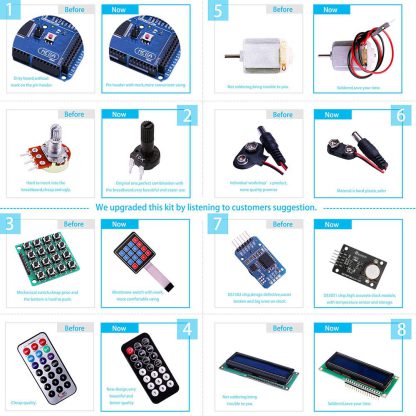 1
Before
Now
MEGA
MEGA
Dirty board, without
mark on the pin header
Pin header with mark, more convenient using
5
Before
Now
Not soldering, bring trouble to you.
Soldered, save your time.
Before
Now
2
Hard to insert into the
breadboard, cheap and ugly.
Original one, perfect combination with
the breadboard, very beautiful and easier use
Before
Now
6
Individual workshop's product,
more quality promise
Material is hard plastic, safer
We upgraded this kit by listening to customers suggestion.
3
Before
Now
Mechanical switch, cheap price and
the bottom is hard to push
Membrane switch with mark,
more comfortable using
7
Before
Now
DS1302 chip, design defective, easier
broken and big error on clock
DS3231 chip, high accurate clock module,
with temperature sensor and storage
Before
Now
4
Cheap quality.
New design, very
beautiful and
better quality
Before
Now
8
Not soldering, bring
trouble to you.
Soldered, save your time.